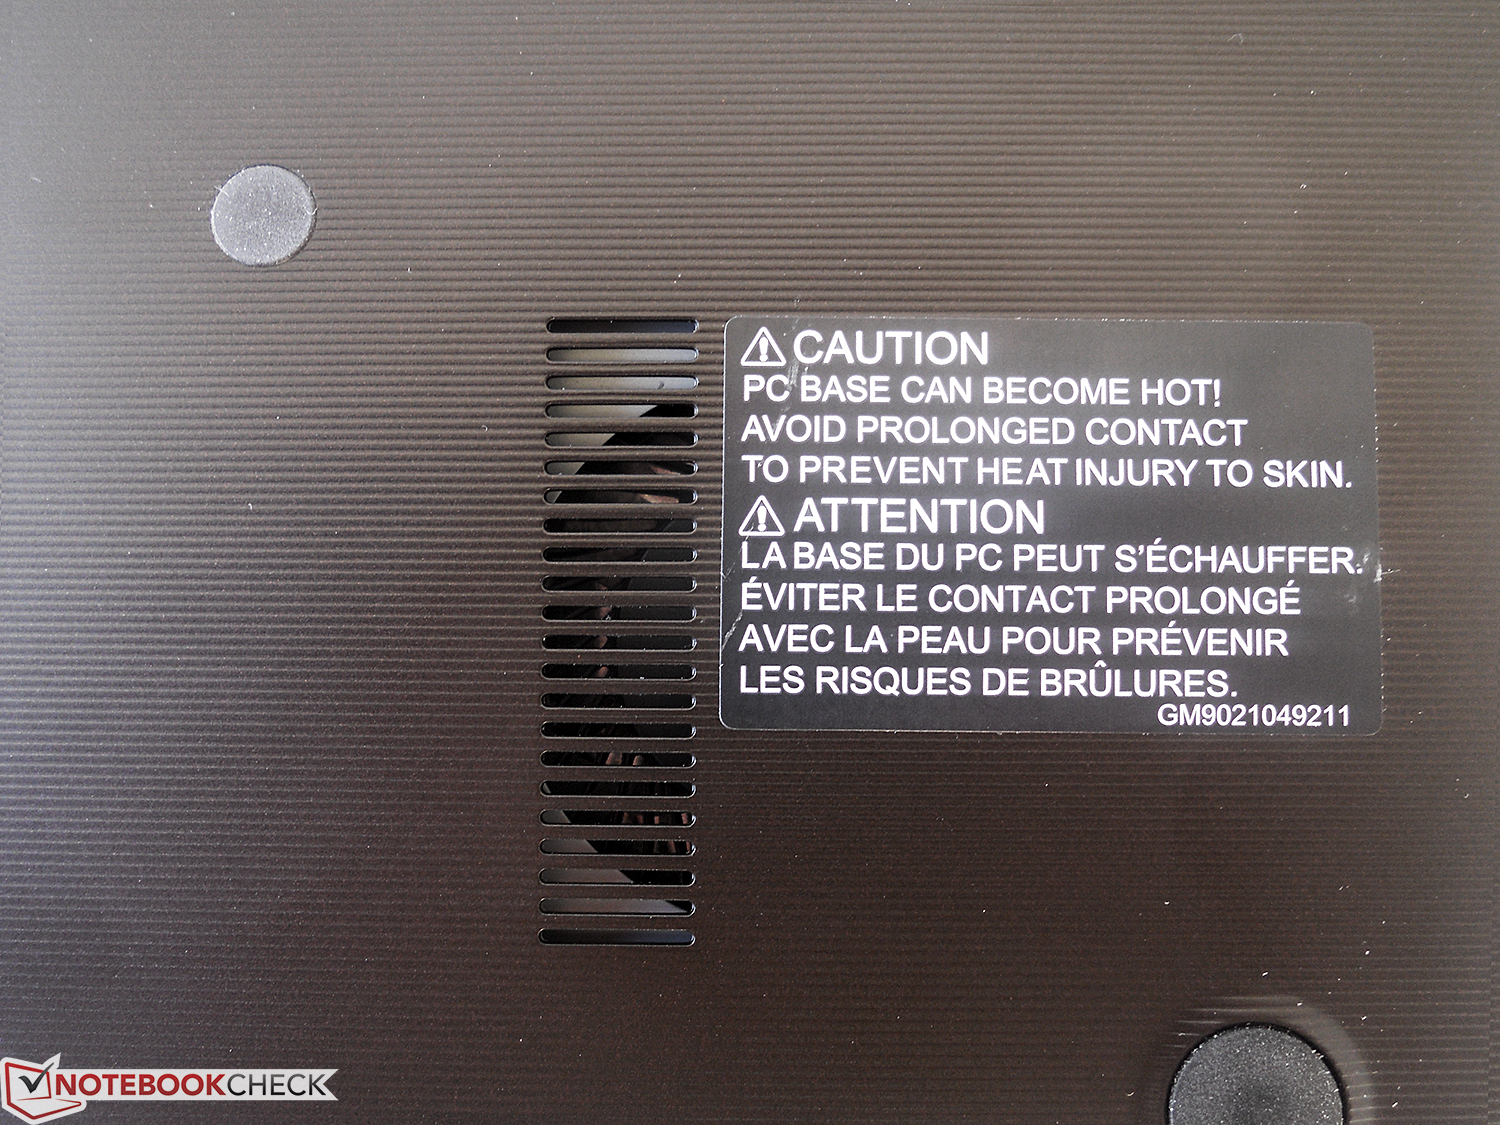 CAUTION
PC BASE CAN BECOME HOT!
AVOID PROLONGED CONTACT
TO PREVENT HEAT INJURY TO SKIN.
ATTENTION
LA BASE DU PC PEUT S'ÉCHAUFFER.
ÉVITER LE CONTACT PROLONGÉ
AVEC LA PEAU POUR PRÉVENIR
LES RISQUES DE BRÛLURES.
GM9021049211
NOTEBOOKCHECK